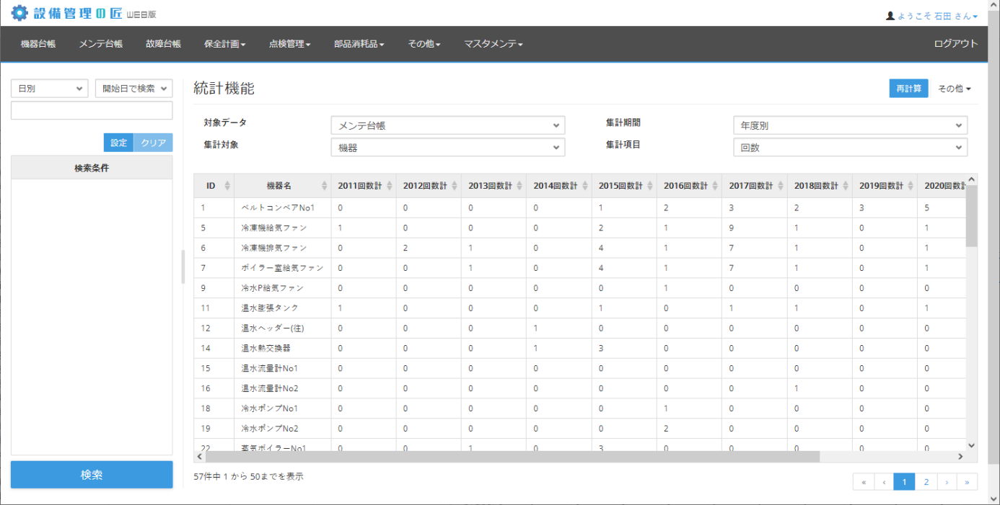 設備管理の匠 WEB版
ようこそ 石田 さん
機器台帳 メンテ台帳 故障台帳 保全計画 点検管理 部品消耗品 その他 マスタメンテ ログアウト
日別 開始日で検索
設定 クリア
検索条件
検索
統計機能
再計算 その他
対象データ メンテ台帳 集計期間 年度別
集計対象 機器 集計項目 回数
ID 機器名 2011回数計 2012回数計 2013回数計 2014回数計 2015回数計 2016回数計 2017回数計 2018回数計 2019回数計 2020回数計
1 ベルトコンベアNo1 0 0 0 0 1 2 3 2 3 5
5 冷凍機給気ファン 1 0 0 0 2 1 9 1 0 1
6 冷凍機排気ファン 0 2 1 0 4 1 7 1 0 1
7 ボイラー室給気ファン 0 0 1 0 4 1 7 1 0 1
9 冷水P給気ファン 0 0 0 0 0 1 0 0 0 0
11 温水膨張タンク 1 0 0 0 1 0 1 1 0 1
12 温水ヘッダー(往) 0 0 0 1 0 0 0 0 0 0
14 温水熱交換器 0 0 0 1 3 0 0 0 0 0
15 温水流量計No1 0 0 0 0 0 0 0 0 0 0
16 温水流量計No2 0 0 0 0 0 0 0 1 0 0
18 冷水ポンプNo1 0 0 0 0 0 1 0 0 0 0
19 冷水ポンプNo2 0 0 0 0 0 2 0 0 0 0
22 蒸気ボイラーNo1 0 0 1 0 3 0 0 0 0 0
57件中 1 から 50までを表示
« ‹ 1 2 › »